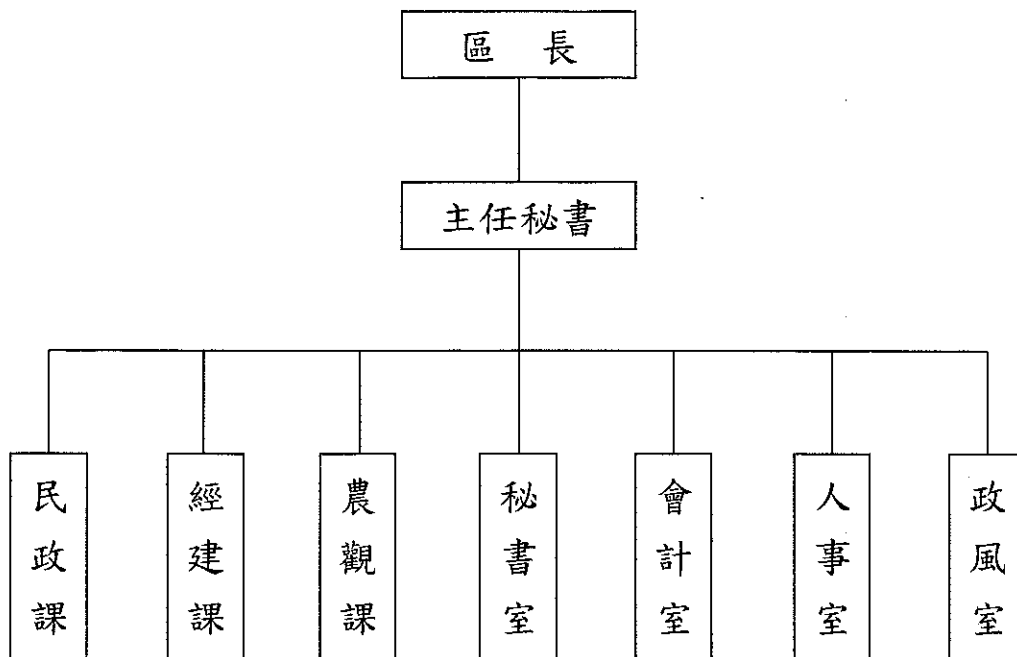 區 長
主任秘書
民政課
經建課
農觀課
秘書室
會計室
人事室
政風室